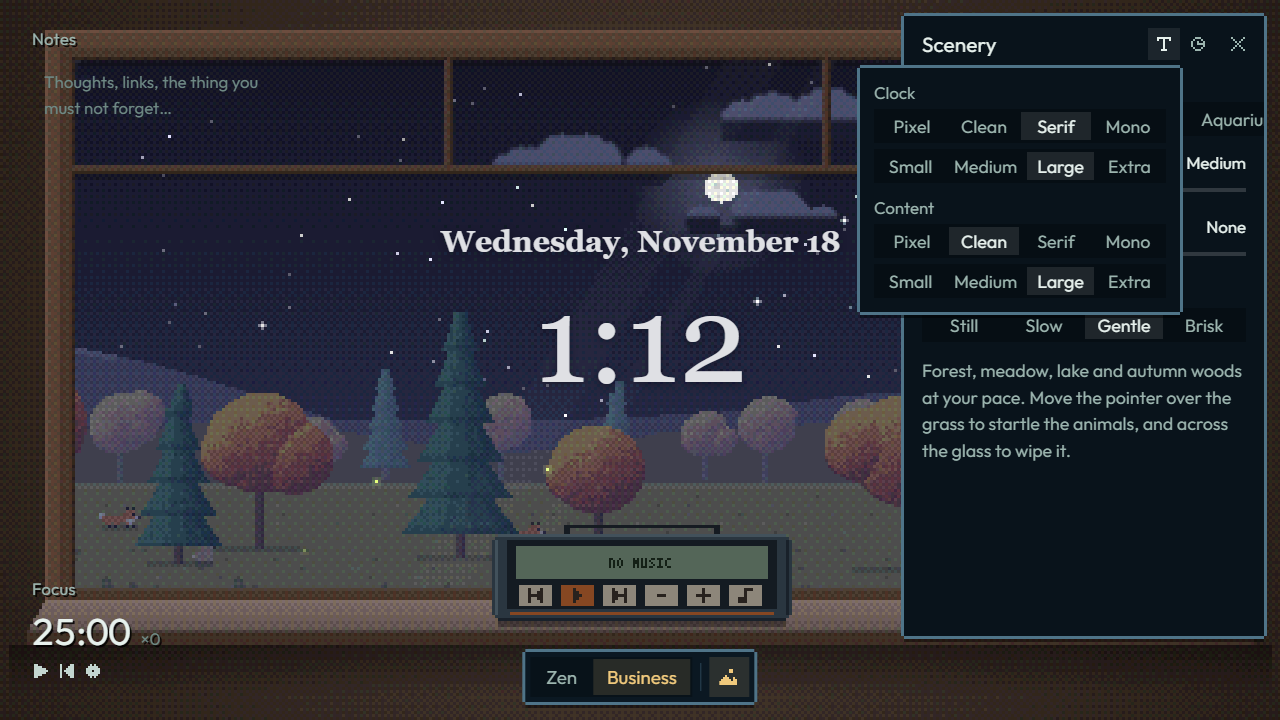 Notes
Thoughts, links, the thing you
must not forget…
Wednesday, November 18
1:12
NO MUSIC
Focus
25:00 ×0
Zen Business
Scenery
Clock
Pixel Clean Serif Mono
Small Medium Large Extra
Content
Pixel Clean Serif Mono
Small Medium Large Extra
Aquariu
Medium
None
Still Slow Gentle Brisk
Forest, meadow, lake and autumn woods
at your pace. Move the pointer over the
grass to startle the animals, and across
the glass to wipe it.